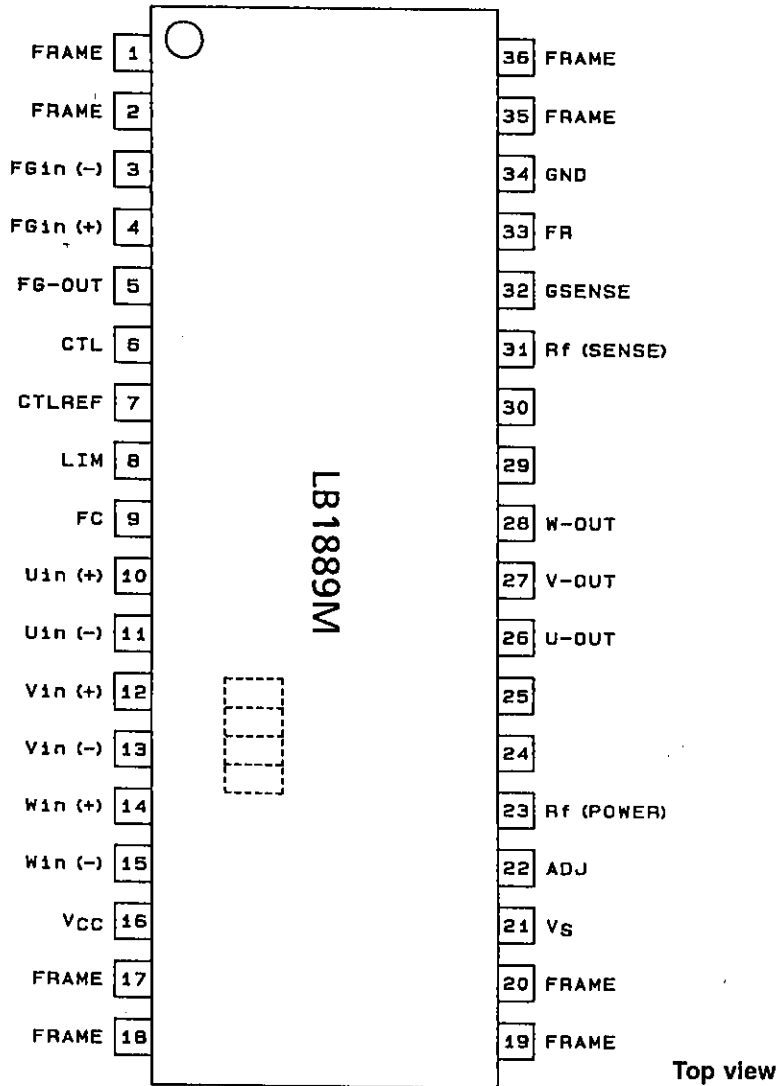 FRAME 1
FRAME 2
FGin (-) 3
FGin (+) 4
FG-OUT 5
CTL 6
CTLREF 7
LIM 8
FC 9
Uin (+) 10
Uin (-) 11
Vin (+) 12
Vin (-) 13
Win (+) 14
Win (-) 15
VCC 16
FRAME 17
FRAME 18
LB1889M
36 FRAME
35 FRAME
34 GND
33 FR
32 GSENSE
31 Rf (SENSE)
30
29
28 W-OUT
27 V-OUT
26 U-OUT
25
24
23 Rf (POWER)
22 ADJ
21 VS
20 FRAME
19 FRAME
Top view